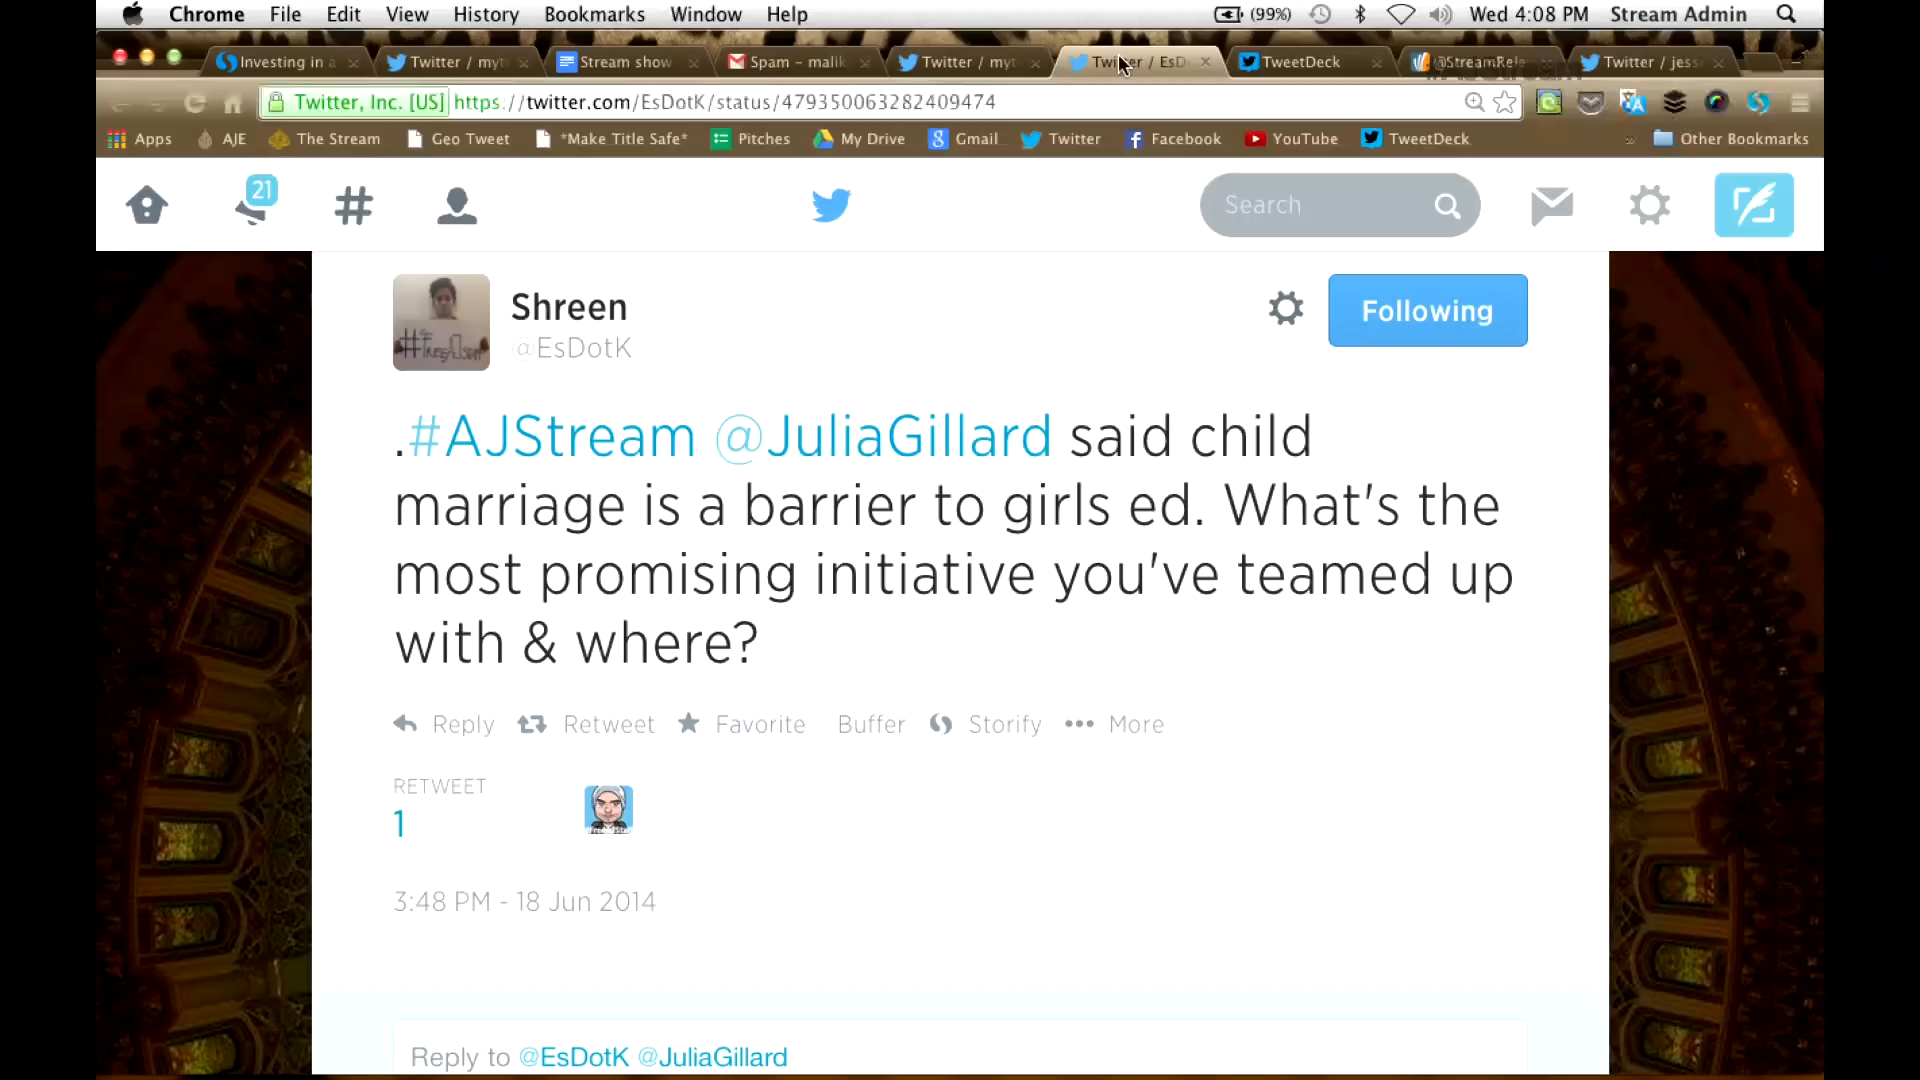 Chrome File Edit View History Bookmarks Window Help (99%) Wed 4:08 PM Stream Admin
Investing in a Twitter / myt Stream show Spam – malik Twitter / myt Twitter / EsD TweetDeck @StreamRele Twitter / jess
Twitter, Inc. [US] https://twitter.com/EsDotK/status/479350063282409474
Apps AJE The Stream Geo Tweet *Make Title Safe* Pitches My Drive Gmail Twitter Facebook YouTube TweetDeck » Other Bookmarks
21
Search
Shreen
@EsDotK
Following
.#AJStream @JuliaGillard said child
marriage is a barrier to girls ed. What's the
most promising initiative you've teamed up
with & where?
Reply Retweet Favorite Buffer Storify ••• More
RETWEET
1
3:48 PM - 18 Jun 2014
Reply to @EsDotK @JuliaGillard